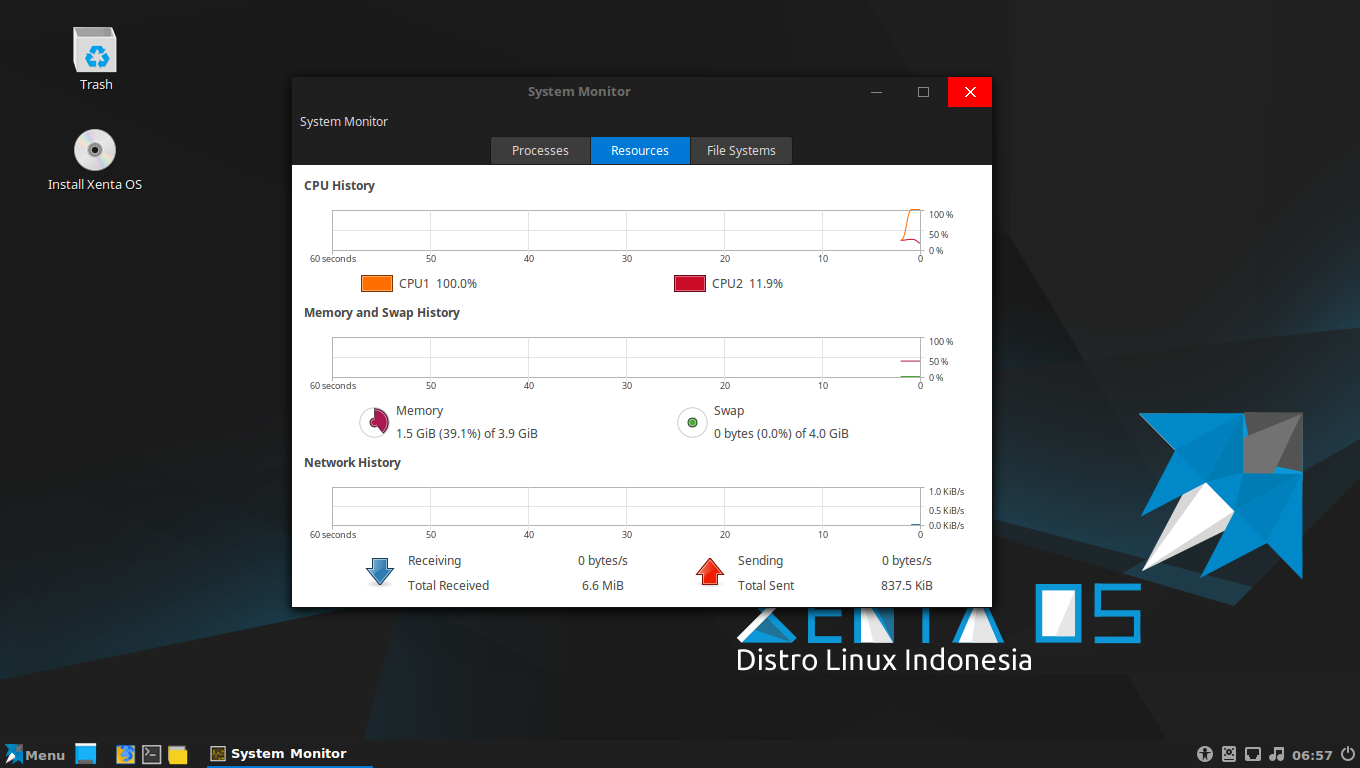 Trash
Install Xenta OS
System Monitor
System Monitor
Processes Resources File Systems
CPU History
100 %
50 %
0 %
60 seconds 50 40 30 20 10 0
CPU1 100.0% CPU2 11.9%
Memory and Swap History
100 %
50 %
0 %
60 seconds 50 40 30 20 10 0
Memory
1.5 GiB (39.1%) of 3.9 GiB
Swap
0 bytes (0.0%) of 4.0 GiB
Network History
1.0 KiB/s
0.5 KiB/s
0.0 KiB/s
60 seconds 50 40 30 20 10 0
Receiving 0 bytes/s Sending 0 bytes/s
Total Received 6.6 MiB Total Sent 837.5 KiB
XENTA OS
Distro Linux Indonesia
Menu System Monitor 06:57